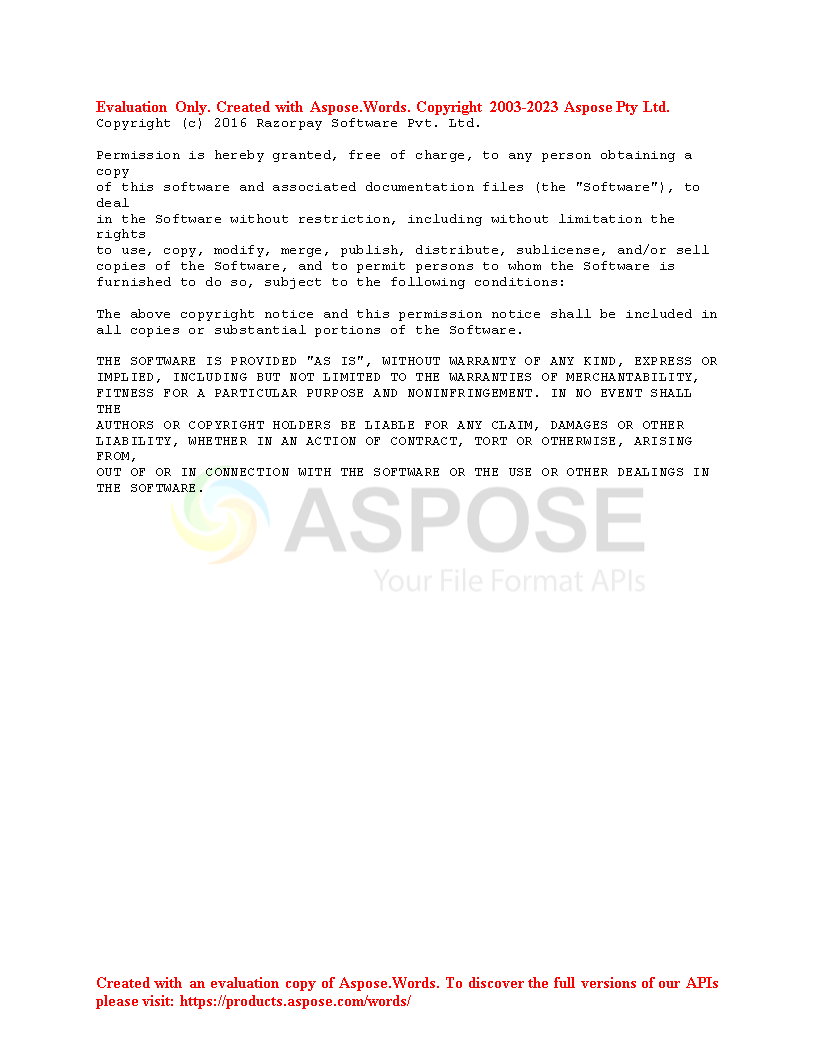 Evaluation Only. Created with Aspose.Words. Copyright 2003-2023 Aspose Pty Ltd.
Copyright (c) 2016 Razorpay Software Pvt. Ltd.
Permission is hereby granted, free of charge, to any person obtaining a
copy
of this software and associated documentation files (the "Software"), to
deal
in the Software without restriction, including without limitation the
rights
to use, copy, modify, merge, publish, distribute, sublicense, and/or sell
copies of the Software, and to permit persons to whom the Software is
furnished to do so, subject to the following conditions:
The above copyright notice and this permission notice shall be included in
all copies or substantial portions of the Software.
THE SOFTWARE IS PROVIDED "AS IS", WITHOUT WARRANTY OF ANY KIND, EXPRESS OR
IMPLIED, INCLUDING BUT NOT LIMITED TO THE WARRANTIES OF MERCHANTABILITY,
FITNESS FOR A PARTICULAR PURPOSE AND NONINFRINGEMENT. IN NO EVENT SHALL
THE
AUTHORS OR COPYRIGHT HOLDERS BE LIABLE FOR ANY CLAIM, DAMAGES OR OTHER
LIABILITY, WHETHER IN AN ACTION OF CONTRACT, TORT OR OTHERWISE, ARISING
FROM,
OUT OF OR IN CONNECTION WITH THE SOFTWARE OR THE USE OR OTHER DEALINGS IN
THE SOFTWARE.
ASPOSE
Your File Format APIs
Created with an evaluation copy of Aspose.Words. To discover the full versions of our APIs
please visit: https://products.aspose.com/words/